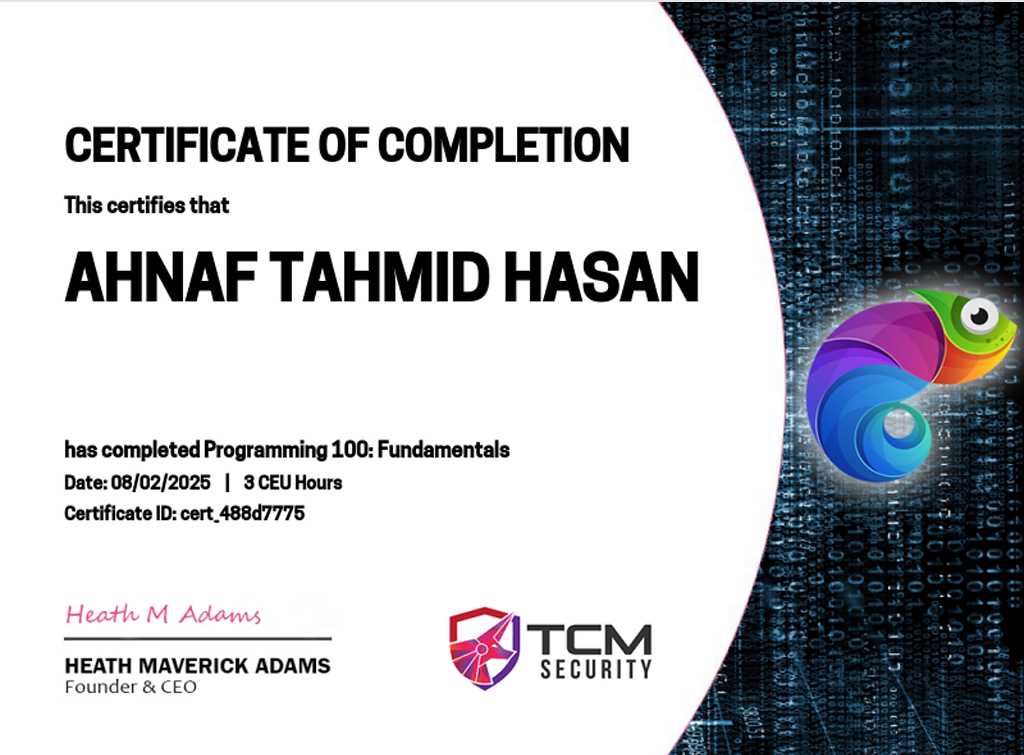 CERTIFICATE OF COMPLETION
This certifies that
AHNAF TAHMID HASAN
has completed Programming 100: Fundamentals
Date: 08/02/2025 | 3 CEU Hours
Certificate ID: cert_488d7775
Heath M Adams
HEATH MAVERICK ADAMS
Founder & CEO
TCM
SECURITY